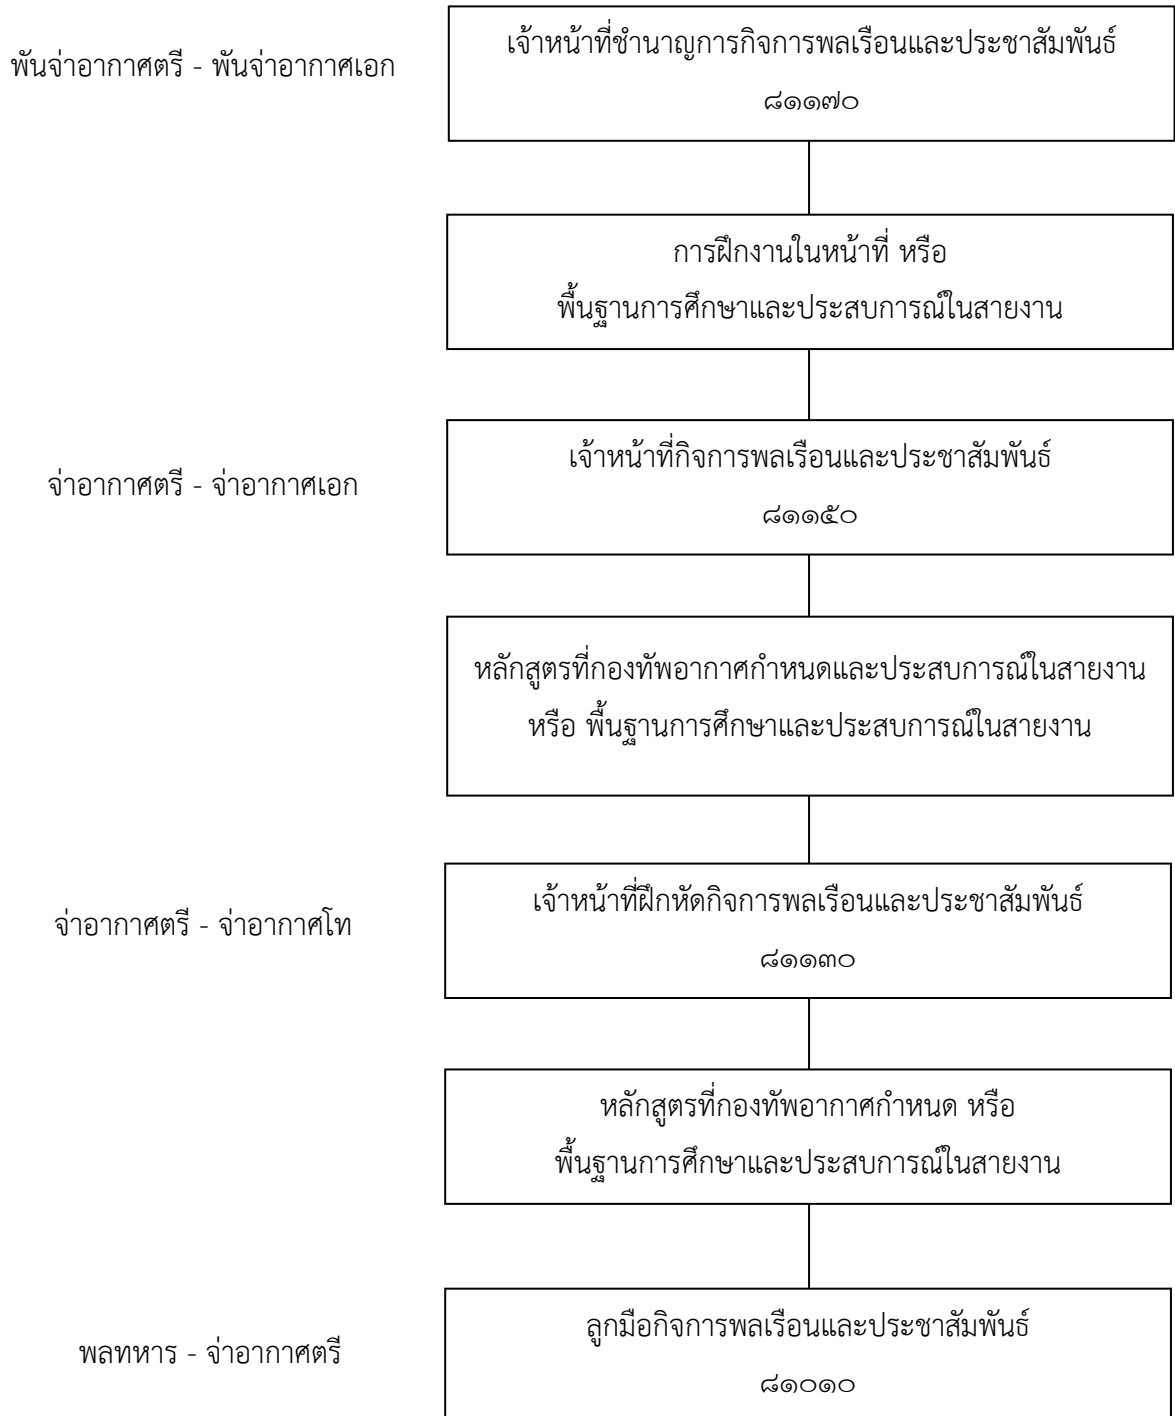 พันจ่าอากาศตรี - พันจ่าอากาศเอก
เจ้าหน้าที่ชำนาญการกิจการพลเรือนและประชาสัมพันธ์
๘๑๑๗๐
การฝึกงานในหน้าที่ หรือ
พื้นฐานการศึกษาและประสบการณ์ในสายงาน
จ่าอากาศตรี - จ่าอากาศเอก
เจ้าหน้าที่กิจการพลเรือนและประชาสัมพันธ์
๘๑๑๕๐
หลักสูตรที่กองทัพอากาศกำหนดและประสบการณ์ในสายงาน
หรือ พื้นฐานการศึกษาและประสบการณ์ในสายงาน
จ่าอากาศตรี - จ่าอากาศโท
เจ้าหน้าที่ฝึกหัดกิจการพลเรือนและประชาสัมพันธ์
๘๑๑๓๐
หลักสูตรที่กองทัพอากาศกำหนด หรือ
พื้นฐานการศึกษาและประสบการณ์ในสายงาน
พลทหาร - จ่าอากาศตรี
ลูกมือกิจการพลเรือนและประชาสัมพันธ์
๘๑๐๑๐